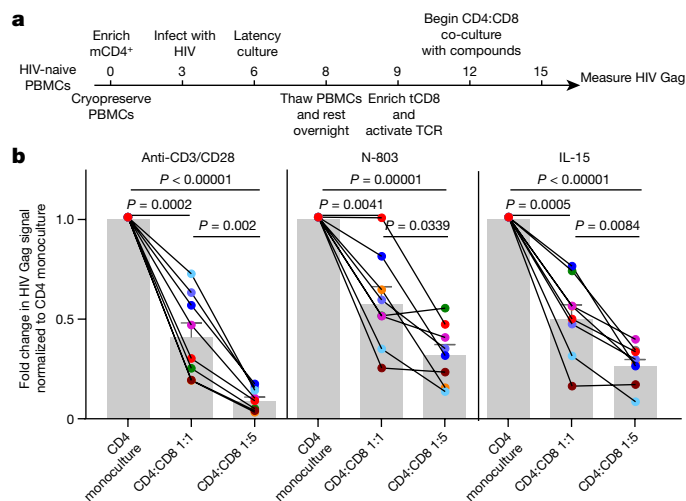 a
Enrich
mCD4⁺
Infect with
HIV
Latency
culture
Begin CD4:CD8
co-culture
with compounds
HIV-naive
PBMCs
0
3
6
8
9
12
15
Measure HIV Gag
Cryopreserve
PBMCs
Thaw PBMCs
and rest
overnight
Enrich tCD8
and
activate TCR
b
Anti-CD3/CD28
N-803
IL-15
P < 0.00001
P = 0.0002
P = 0.002
P = 0.00001
P = 0.0041
P = 0.0339
P < 0.00001
P = 0.0005
P = 0.0084
Fold change in HIV Gag signal
normalized to CD4 monoculture
1.0
0.5
0
CD4
monoculture
CD4:CD8 1:1
CD4:CD8 1:5
CD4
monoculture
CD4:CD8 1:1
CD4:CD8 1:5
CD4
monoculture
CD4:CD8 1:1
CD4:CD8 1:5